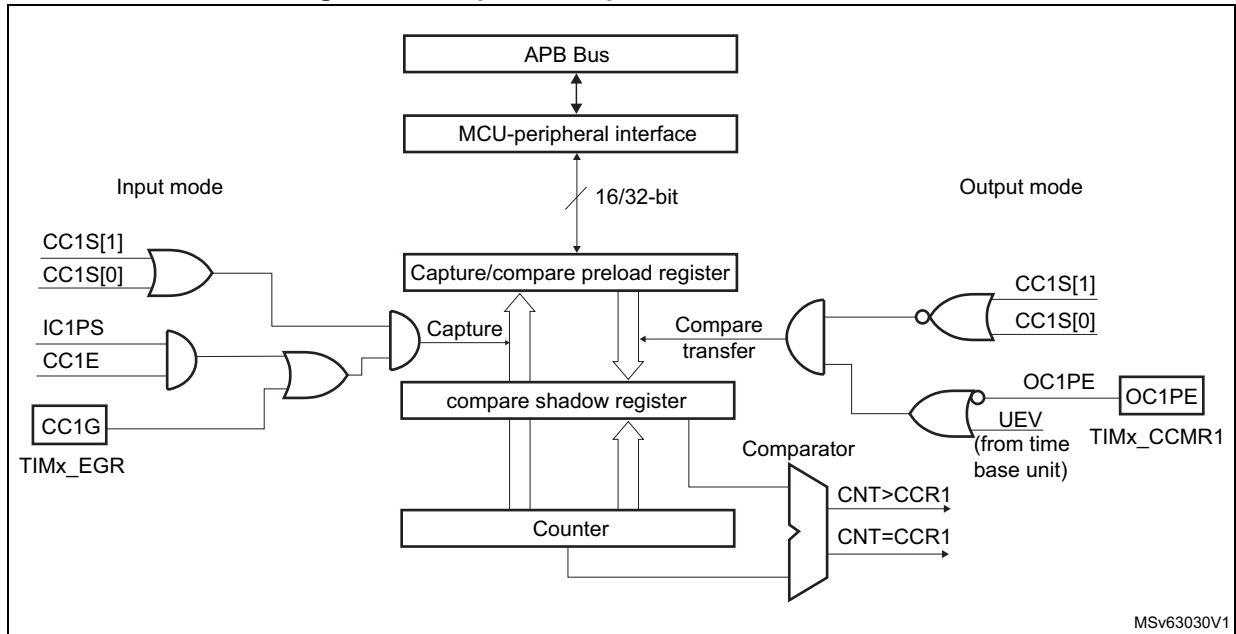 APB Bus
MCU-peripheral interface
16/32-bit
Input mode
Output mode
CC1S[1]
CC1S[0]
IC1PS
CC1E
CC1G
TIMx_EGR
Capture/compare preload register
Capture
Compare
transfer
CC1S[1]
CC1S[0]
OC1PE
OC1PE
UEV
(from time
base unit)
TIMx_CCMR1
compare shadow register
Comparator
CNT>CCR1
CNT=CCR1
Counter
MSv63030V1